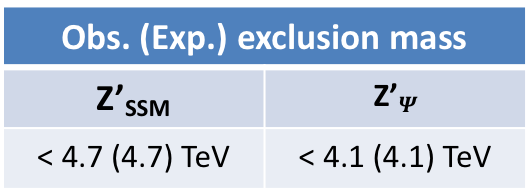 Obs. (Exp.) exclusion mass
Z’SSM Z’Ψ
< 4.7 (4.7) TeV < 4.1 (4.1) TeV